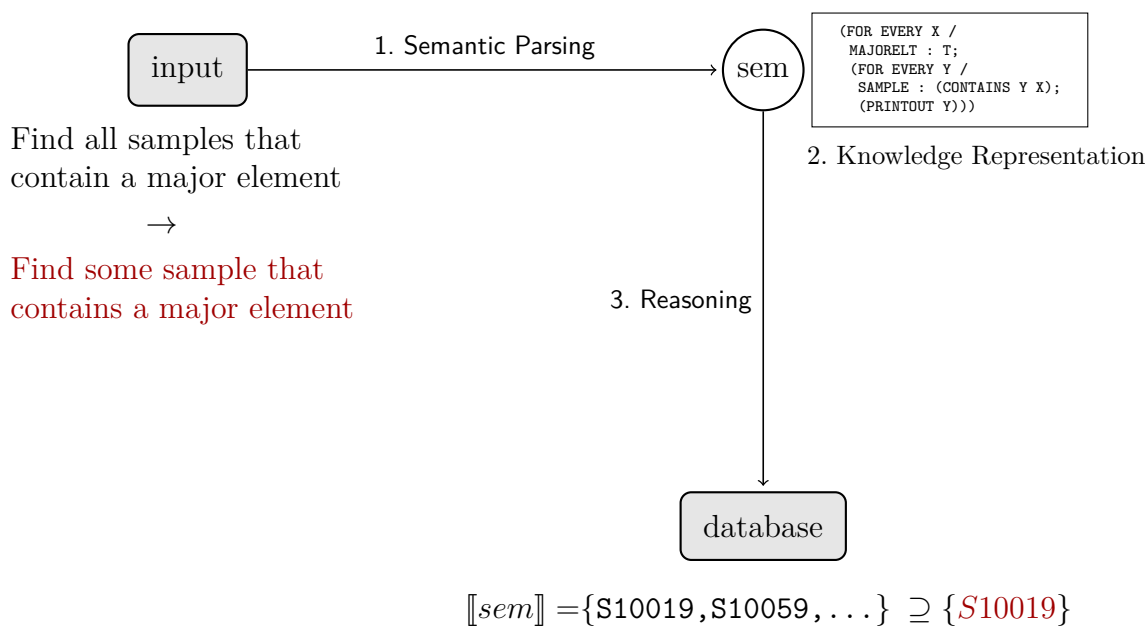 input
1. Semantic Parsing
sem
(FOR EVERY X /
MAJORELT : T;
(FOR EVERY Y /
SAMPLE : (CONTAINS Y X);
(PRINTOUT Y)))
2. Knowledge Representation
Find all samples that
contain a major element
→
Find some sample that
contains a major element
3. Reasoning
database
⟦sem⟧ ={S10019,S10059,...} ⊇ {S10019}